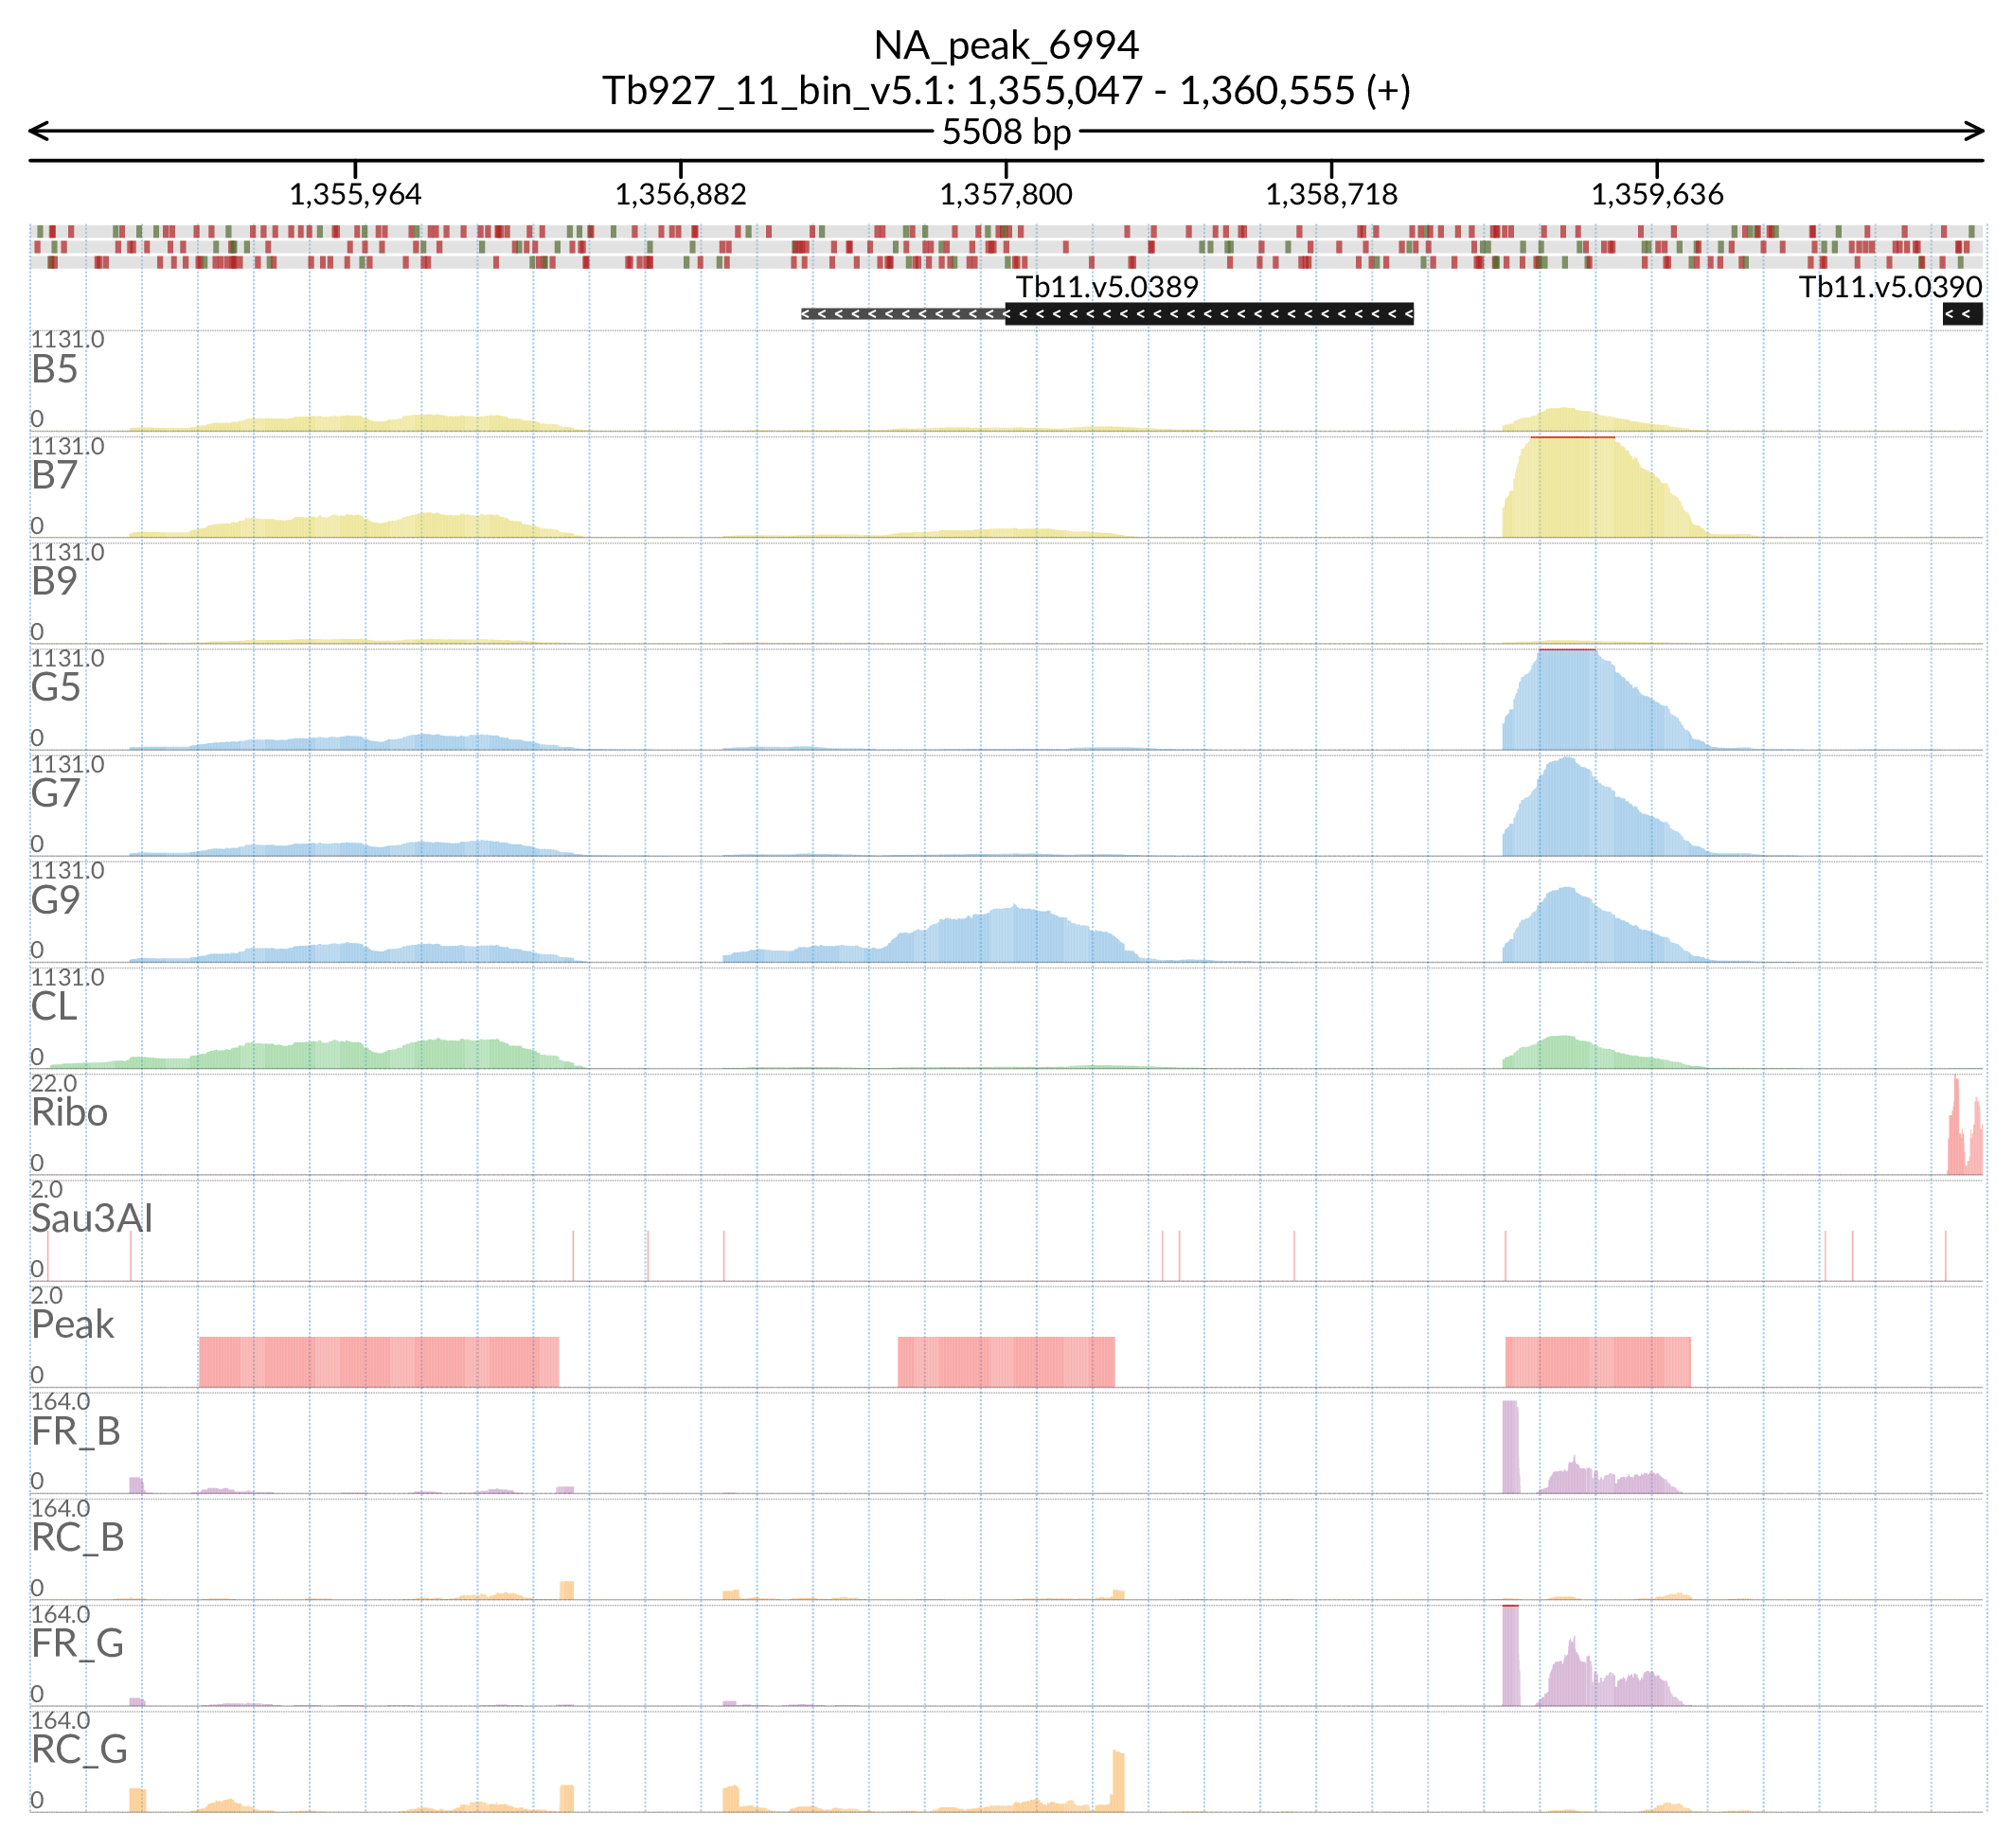 NA_peak_6994
Tb927_11_bin_v5.1: 1,355,047 - 1,360,555 (+)
5508 bp
1,355,964 1,356,882 1,357,800 1,358,718 1,359,636
Tb11.v5.0389 Tb11.v5.0390
1131.0
B5
0
1131.0
B7
0
1131.0
B9
0
1131.0
G5
0
1131.0
G7
0
1131.0
G9
0
1131.0
CL
0
22.0
Ribo
0
2.0
Sau3AI
0
2.0
Peak
0
164.0
FR_B
0
164.0
RC_B
0
164.0
FR_G
0
164.0
RC_G
0